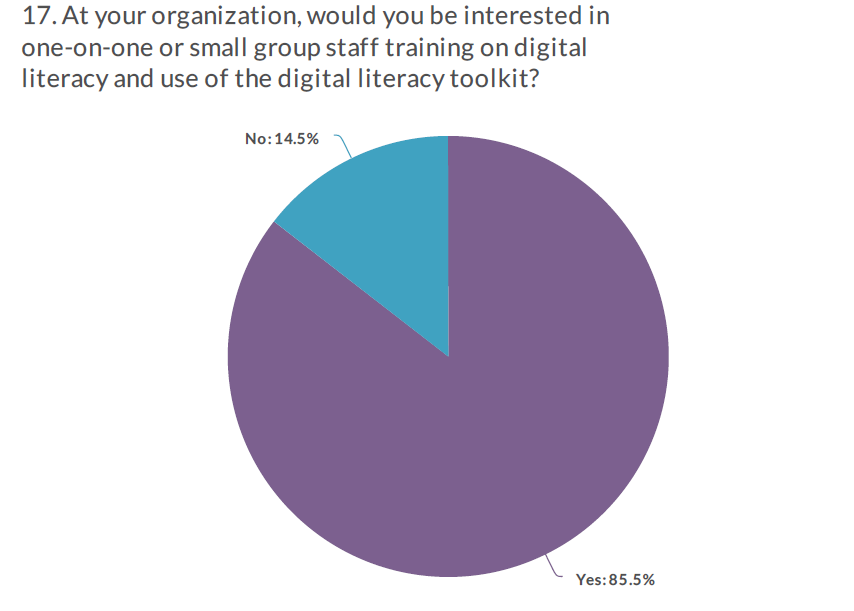 17. At your organization, would you be interested in
one-on-one or small group staff training on digital
literacy and use of the digital literacy toolkit?
No: 14.5%
Yes: 85.5%